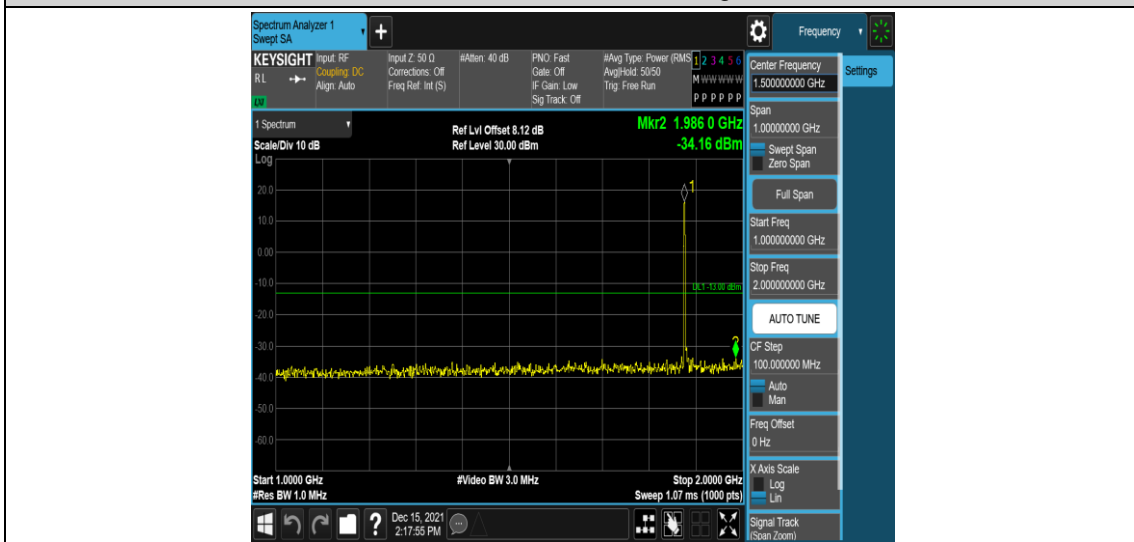 Spectrum Analyzer 1
Swept SA
+
Frequency
KEYSIGHT
RL
LXI
Input: RF
Coupling: DC
Align: Auto
Input Z: 50 Ω
Corrections: Off
Freq Ref: Int (S)
#Atten: 40 dB
PNO: Fast
Gate: Off
IF Gain: Low
Sig Track: Off
#Avg Type: Power (RMS
Avg|Hold: 50/50
Trig: Free Run
1 2 3 4 5 6
M W W W W W
P P P P P P
1 Spectrum
Scale/Div 10 dB
Ref Lvl Offset 8.12 dB
Ref Level 30.00 dBm
Mkr2 1.986 0 GHz
-34.16 dBm
Log
20.0
10.0
0.00
-10.0
-20.0
-30.0
-40.0
-50.0
-60.0
1
DL1 -13.00 dBm
2
Start 1.0000 GHz
#Res BW 1.0 MHz
#Video BW 3.0 MHz
Stop 2.0000 GHz
Sweep 1.07 ms (1000 pts)
?
Dec 15, 2021
2:17:55 PM
Center Frequency
1.500000000 GHz
Settings
Span
1.00000000 GHz
Swept Span
Zero Span
Full Span
Start Freq
1.000000000 GHz
Stop Freq
2.000000000 GHz
AUTO TUNE
CF Step
100.000000 MHz
Auto
Man
Freq Offset
0 Hz
X Axis Scale
Log
Lin
Signal Track
(Span Zoom)